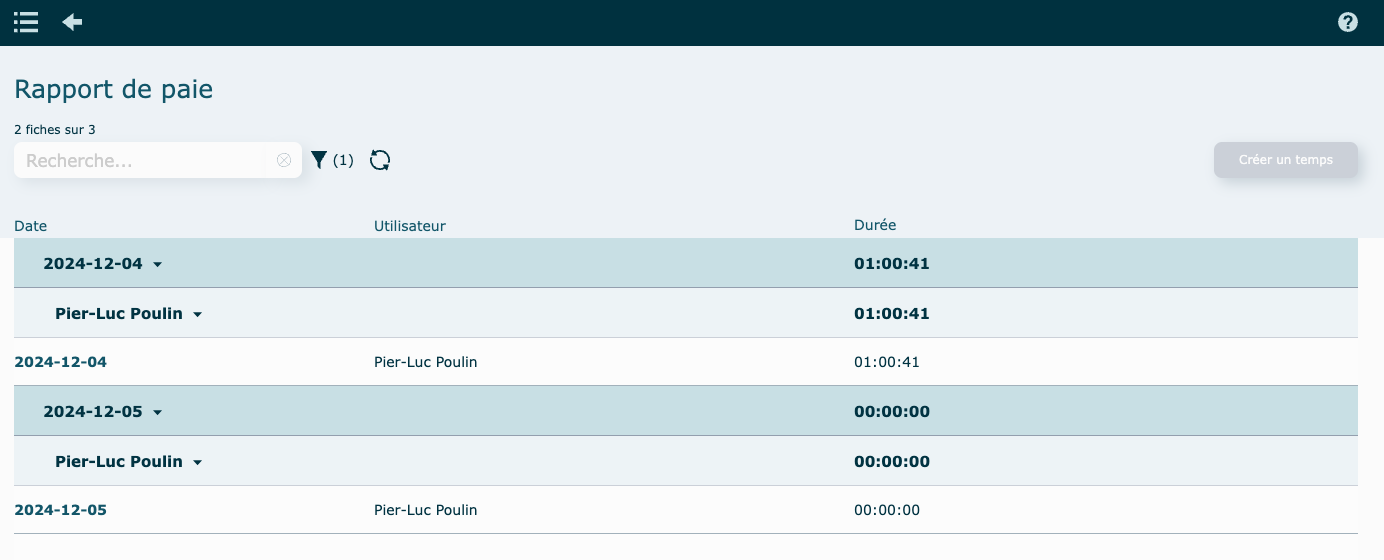 Rapport de paie
2 fiches sur 3
Recherche...
(1)
Créer un temps
Date Utilisateur Durée
2024-12-04 01:00:41
Pier-Luc Poulin 01:00:41
2024-12-04 Pier-Luc Poulin 01:00:41
2024-12-05 00:00:00
Pier-Luc Poulin 00:00:00
2024-12-05 Pier-Luc Poulin 00:00:00